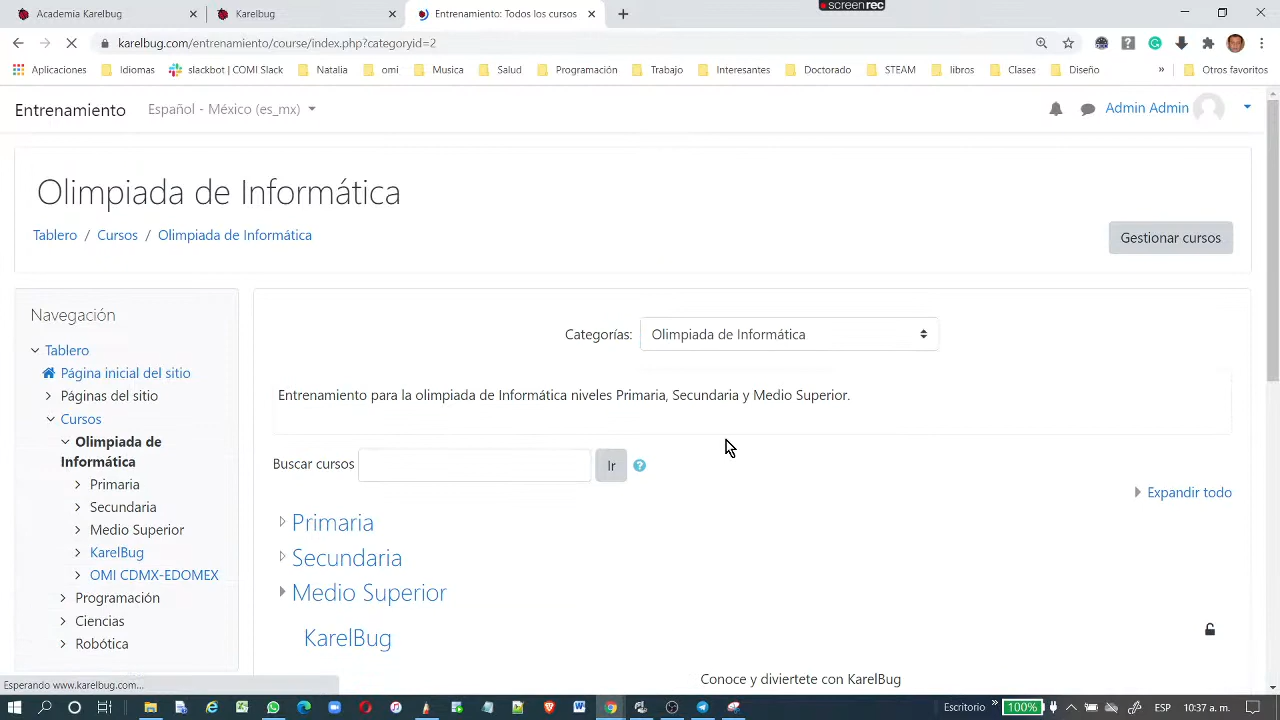 screenrec
Academia Karelbug
Karelbug
Entrenamiento: Todos los cursos
karelbug.com/entrenamiento/course/index.php?categoryid=2
Aplicaciones
Idiomas
slackbot (COMI Slack
Natalia
omi
Musica
Salud
Programación
Trabajo
Interesantes
Doctorado
STEAM
libros
Clases
Diseño
»
Otros favoritos
Entrenamiento
Español - México (es_mx)
Admin Admin
Olimpiada de Informática
Tablero / Cursos / Olimpiada de Informática
Gestionar cursos
Navegación
Tablero
Página inicial del sitio
Páginas del sitio
Cursos
Olimpiada de
Informática
Primaria
Secundaria
Medio Superior
KarelBug
OMI CDMX-EDOMEX
Programación
Ciencias
Robótica
Categorías: Olimpiada de Informática
Entrenamiento para la olimpiada de Informática niveles Primaria, Secundaria y Medio Superior.
Buscar cursos Ir ?
Expandir todo
Primaria
Secundaria
Medio Superior
KarelBug
Conoce y diviertete con KarelBug
Esperando www.karelbug.com...
Escritorio » 100% ESP 10:37 a. m.